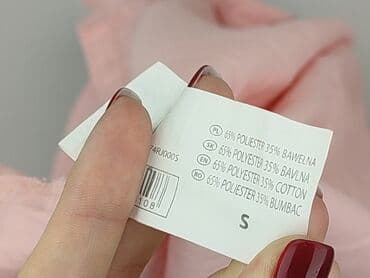 PL 65% POLIESTER 35% BAWEŁNA
SK 65% POLYESTER 35% BAVLNA
EN 65% POLYESTER 35% COTTON
RO 65% POLIESTER 35% BUMBAC
S